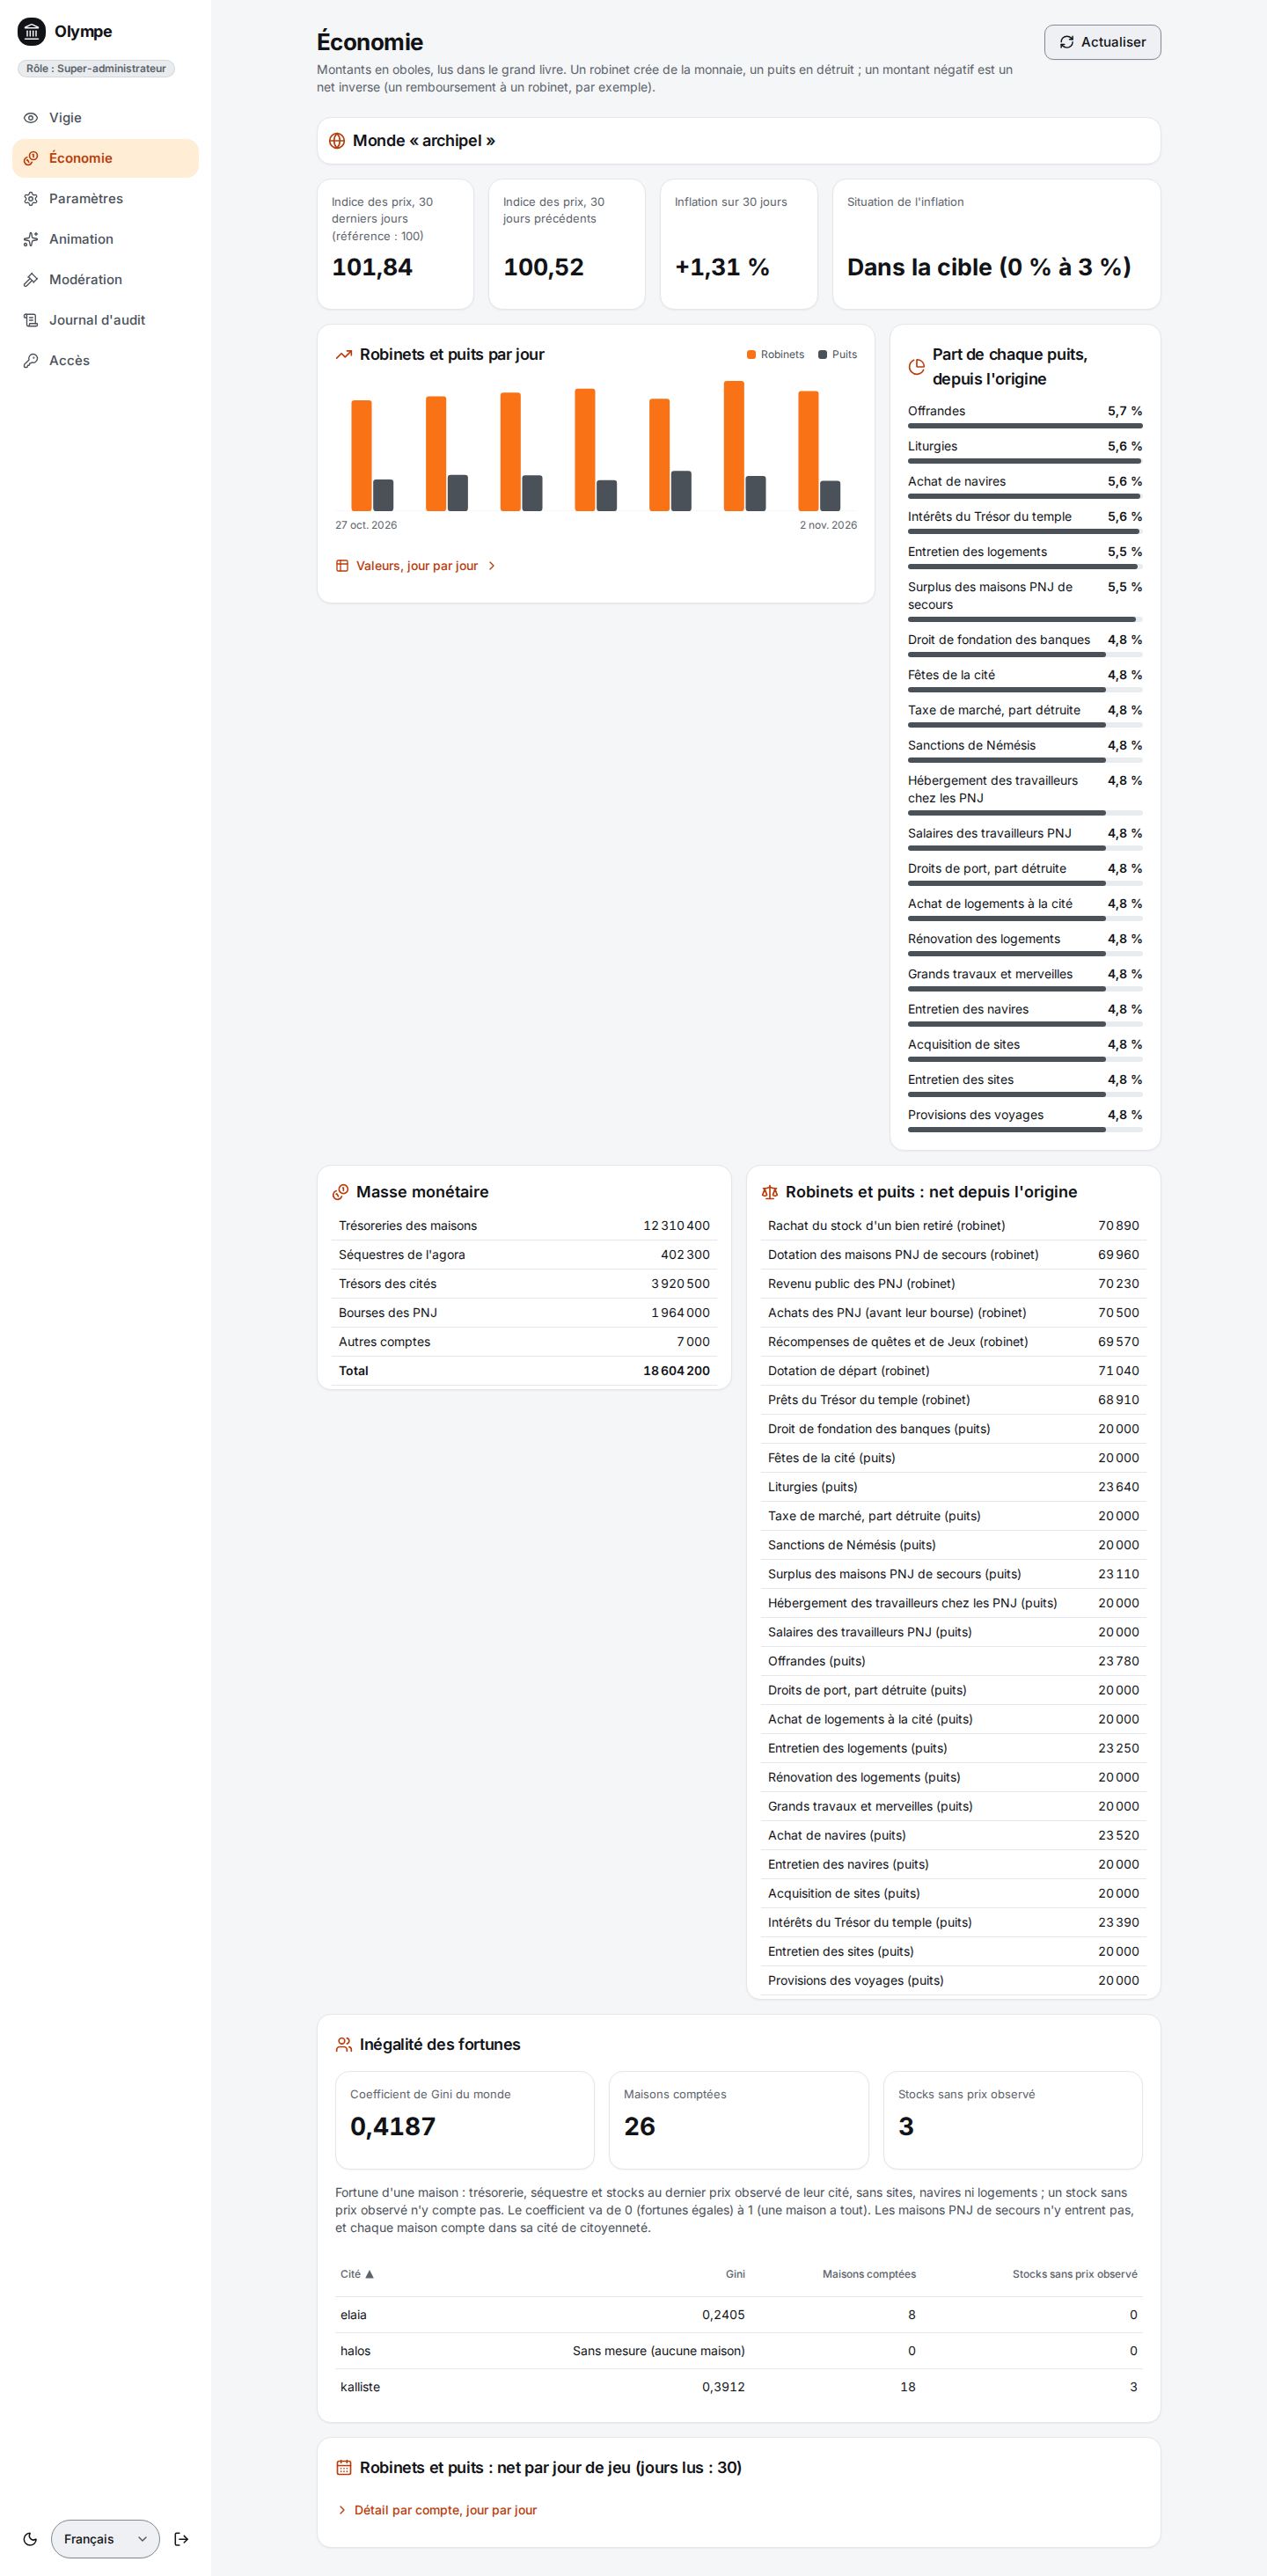 Olympe
Rôle : Super-administrateur
Vigie
Économie
Paramètres
Animation
Modération
Journal d'audit
Accès
Français
Économie
Actualiser
Montants en oboles, lus dans le grand livre. Un robinet crée de la monnaie, un puits en détruit ; un montant négatif est un
net inverse (un remboursement à un robinet, par exemple).
Monde « archipel »
Indice des prix, 30
derniers jours
(référence : 100)
101,84
Indice des prix, 30
jours précédents
100,52
Inflation sur 30 jours
+1,31 %
Situation de l'inflation
Dans la cible (0 % à 3 %)
Robinets et puits par jour
Robinets
Puits
27 oct. 2026
2 nov. 2026
Valeurs, jour par jour
Part de chaque puits,
depuis l'origine
Offrandes 5,7 %
Liturgies 5,6 %
Achat de navires 5,6 %
Intérêts du Trésor du temple 5,6 %
Entretien des logements 5,5 %
Surplus des maisons PNJ de 5,5 %
secours
Droit de fondation des banques 4,8 %
Fêtes de la cité 4,8 %
Taxe de marché, part détruite 4,8 %
Sanctions de Némésis 4,8 %
Hébergement des travailleurs 4,8 %
chez les PNJ
Salaires des travailleurs PNJ 4,8 %
Droits de port, part détruite 4,8 %
Achat de logements à la cité 4,8 %
Rénovation des logements 4,8 %
Grands travaux et merveilles 4,8 %
Entretien des navires 4,8 %
Acquisition de sites 4,8 %
Entretien des sites 4,8 %
Provisions des voyages 4,8 %
Masse monétaire
Trésoreries des maisons 12 310 400
Séquestres de l'agora 402 300
Trésors des cités 3 920 500
Bourses des PNJ 1 964 000
Autres comptes 7 000
Total 18 604 200
Robinets et puits : net depuis l'origine
Rachat du stock d'un bien retiré (robinet) 70 890
Dotation des maisons PNJ de secours (robinet) 69 960
Revenu public des PNJ (robinet) 70 230
Achats des PNJ (avant leur bourse) (robinet) 70 500
Récompenses de quêtes et de Jeux (robinet) 69 570
Dotation de départ (robinet) 71 040
Prêts du Trésor du temple (robinet) 68 910
Droit de fondation des banques (puits) 20 000
Fêtes de la cité (puits) 20 000
Liturgies (puits) 23 640
Taxe de marché, part détruite (puits) 20 000
Sanctions de Némésis (puits) 20 000
Surplus des maisons PNJ de secours (puits) 23 110
Hébergement des travailleurs chez les PNJ (puits) 20 000
Salaires des travailleurs PNJ (puits) 20 000
Offrandes (puits) 23 780
Droits de port, part détruite (puits) 20 000
Achat de logements à la cité (puits) 20 000
Entretien des logements (puits) 23 250
Rénovation des logements (puits) 20 000
Grands travaux et merveilles (puits) 20 000
Achat de navires (puits) 23 520
Entretien des navires (puits) 20 000
Acquisition de sites (puits) 20 000
Intérêts du Trésor du temple (puits) 23 390
Entretien des sites (puits) 20 000
Provisions des voyages (puits) 20 000
Inégalité des fortunes
Coefficient de Gini du monde
0,4187
Maisons comptées
26
Stocks sans prix observé
3
Fortune d'une maison : trésorerie, séquestre et stocks au dernier prix observé de leur cité, sans sites, navires ni logements ; un stock sans
prix observé n'y compte pas. Le coefficient va de 0 (fortunes égales) à 1 (une maison a tout). Les maisons PNJ de secours n'y entrent pas,
et chaque maison compte dans sa cité de citoyenneté.
Cité ▲ Gini Maisons comptées Stocks sans prix observé
elaia 0,2405 8 0
halos Sans mesure (aucune maison) 0 0
kalliste 0,3912 18 3
Robinets et puits : net par jour de jeu (jours lus : 30)
Détail par compte, jour par jour